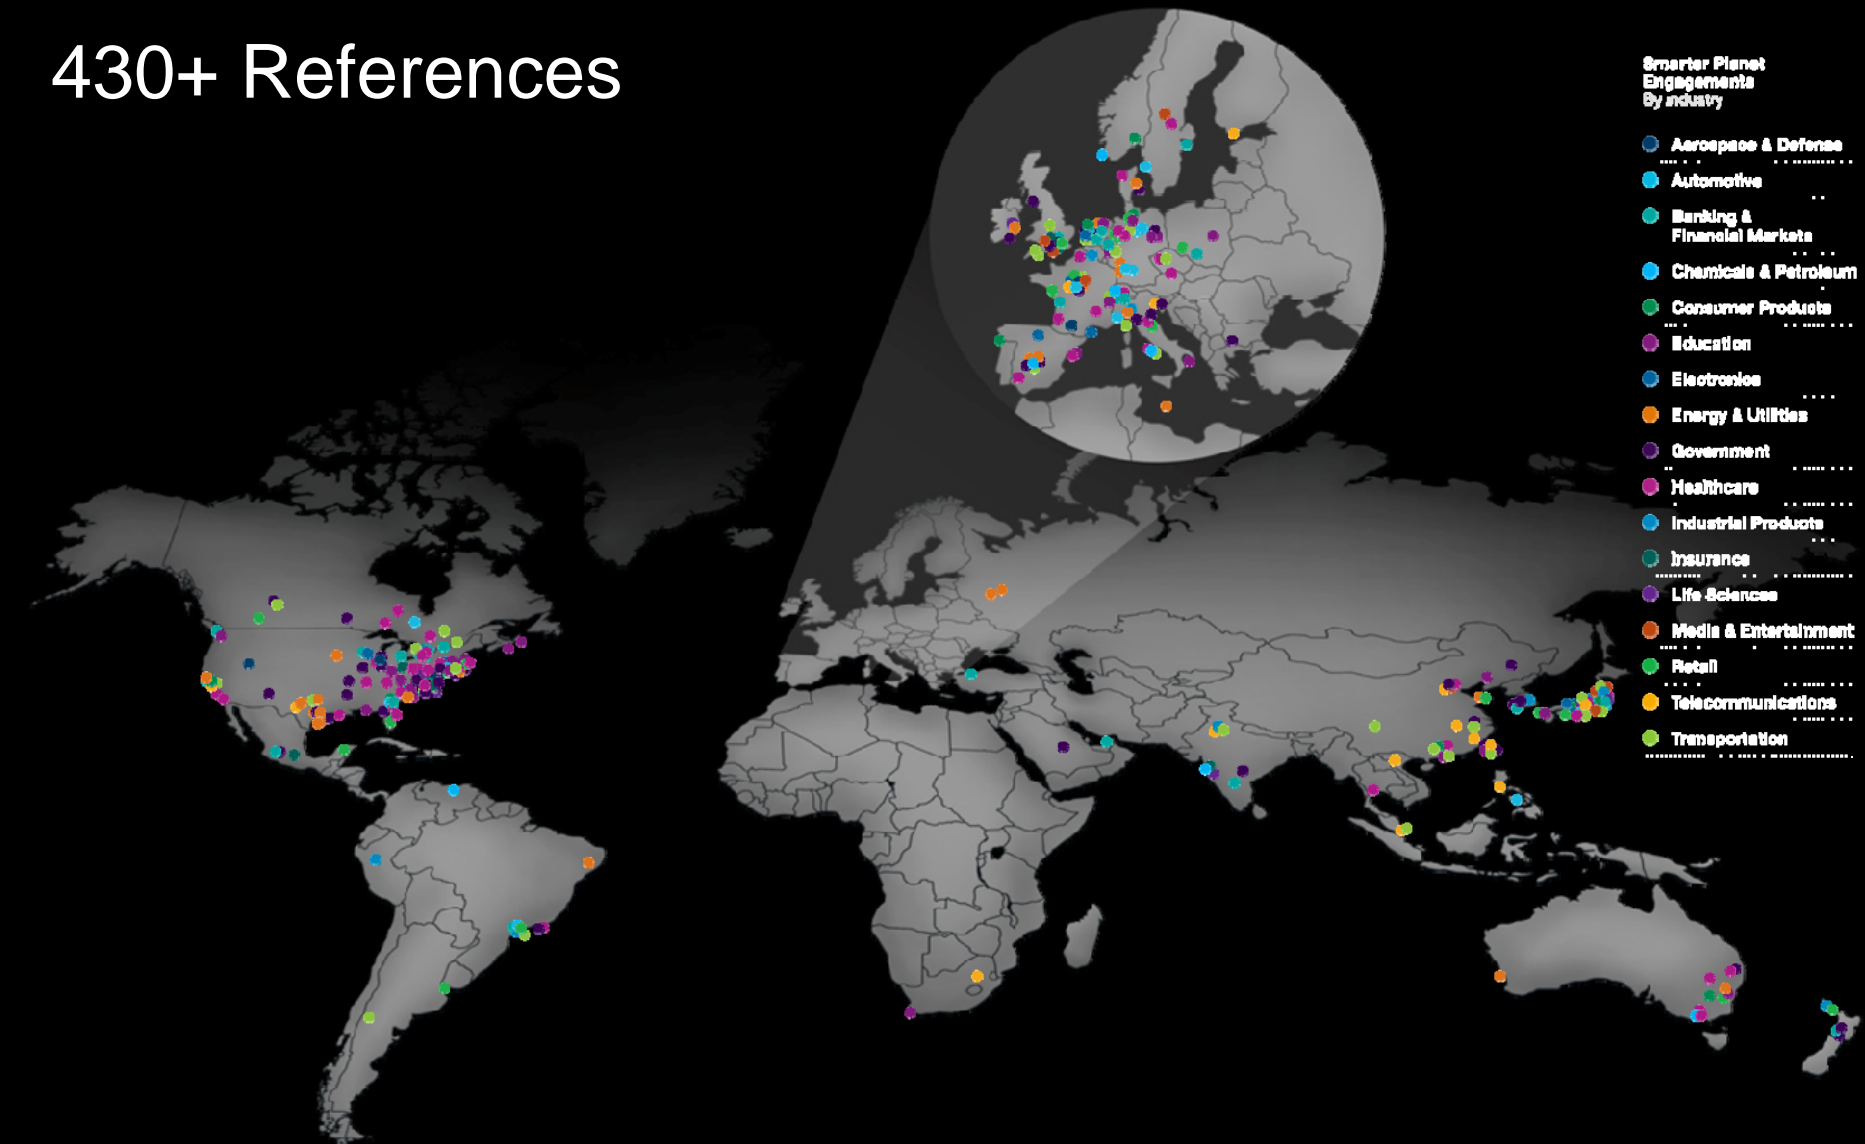 430+ References
Smarter Planet
Engagements
By industry
Aerospace & Defense
Automotive
Banking &
Financial Markets
Chemicals & Petroleum
Consumer Products
Education
Electronics
Energy & Utilities
Government
Healthcare
Industrial Products
Insurance
Life Sciences
Media & Entertainment
Retail
Telecommunications
Transportation